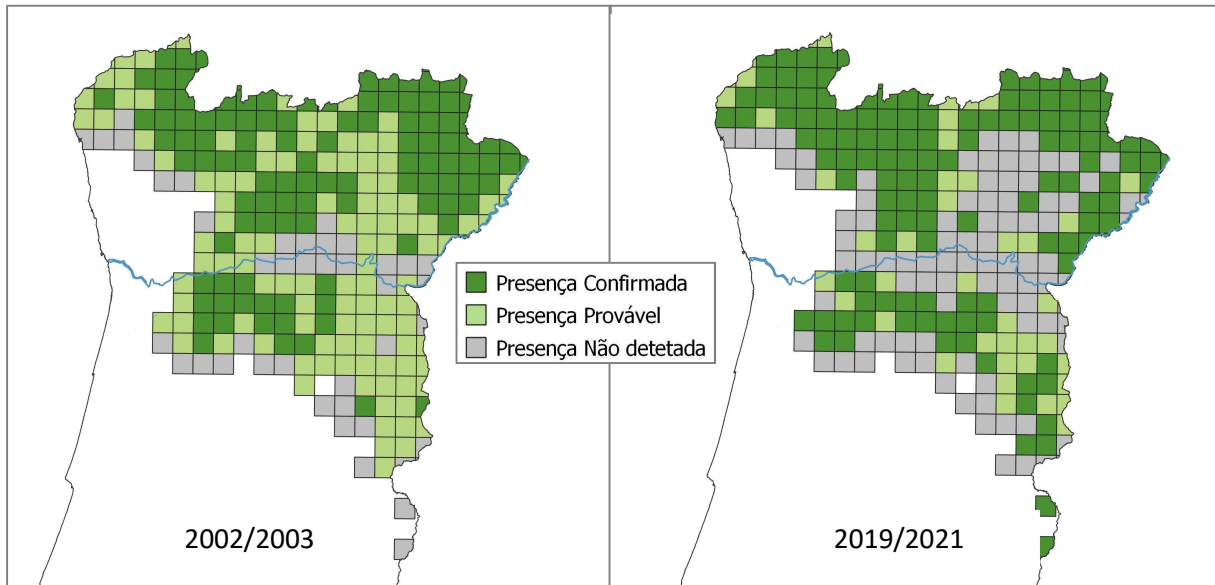 Presença Confirmada
Presença Provável
Presença Não detetada
2002/2003
2019/2021